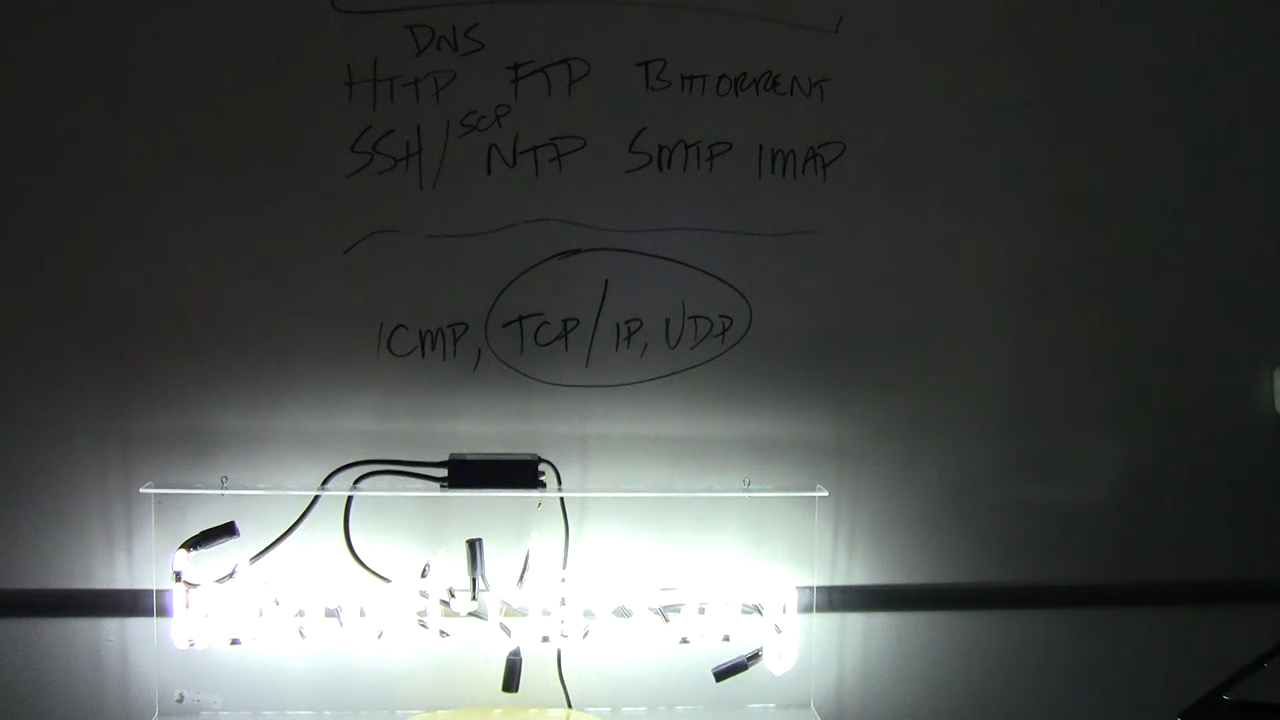 DNS
HTTP FTP BITTORRENT
SSH/SCP NTP SMTP IMAP
ICMP, TCP/IP, UDP